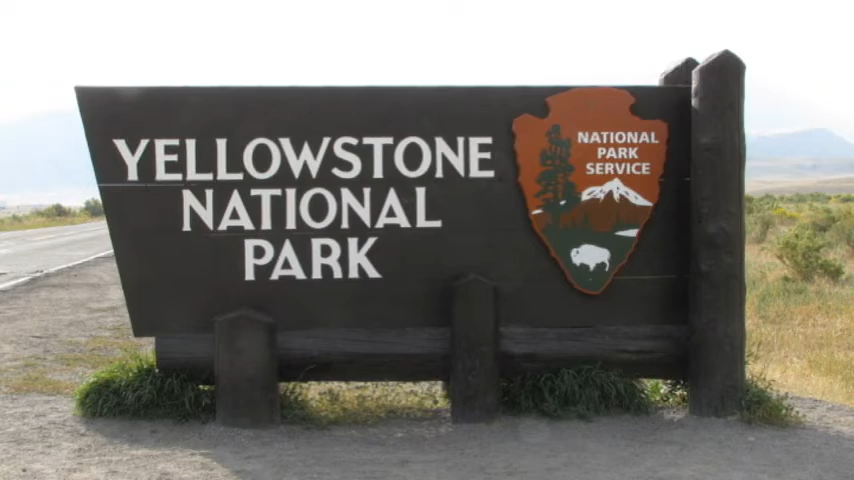 YELLOWSTONE
NATIONAL
PARK
NATIONAL
PARK
SERVICE